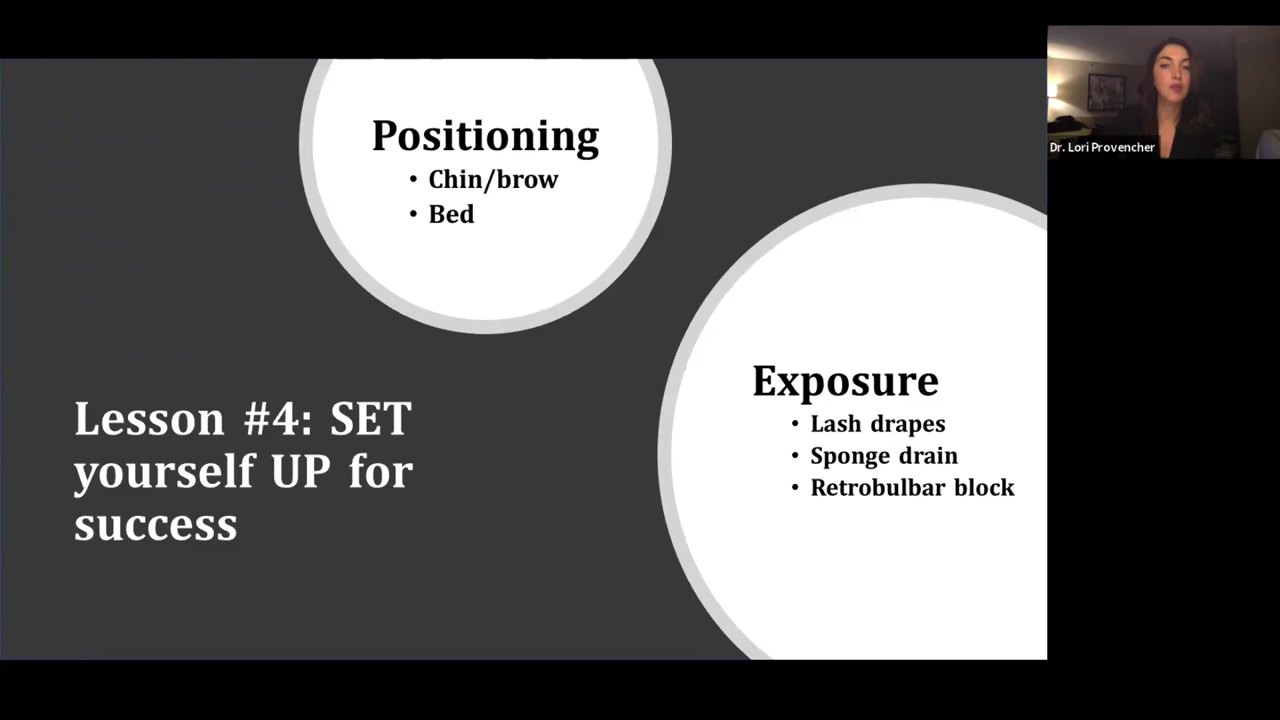 Positioning
• Chin/brow
• Bed
Exposure
• Lash drapes
• Sponge drain
• Retrobulbar block
Lesson #4: SET
yourself UP for
success
Dr. Lori Provencher